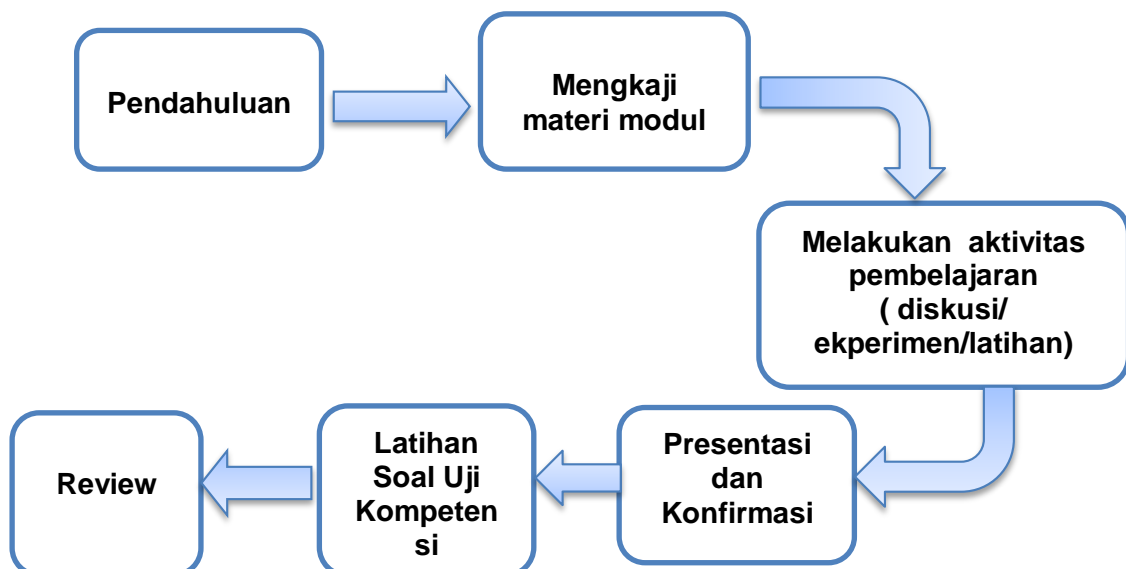 Pendahuluan
Mengkaji
materi modul
Melakukan aktivitas
pembelajaran
( diskusi/
ekperimen/latihan)
Presentasi
dan
Konfirmasi
Latihan
Soal Uji
Kompeten
si
Review